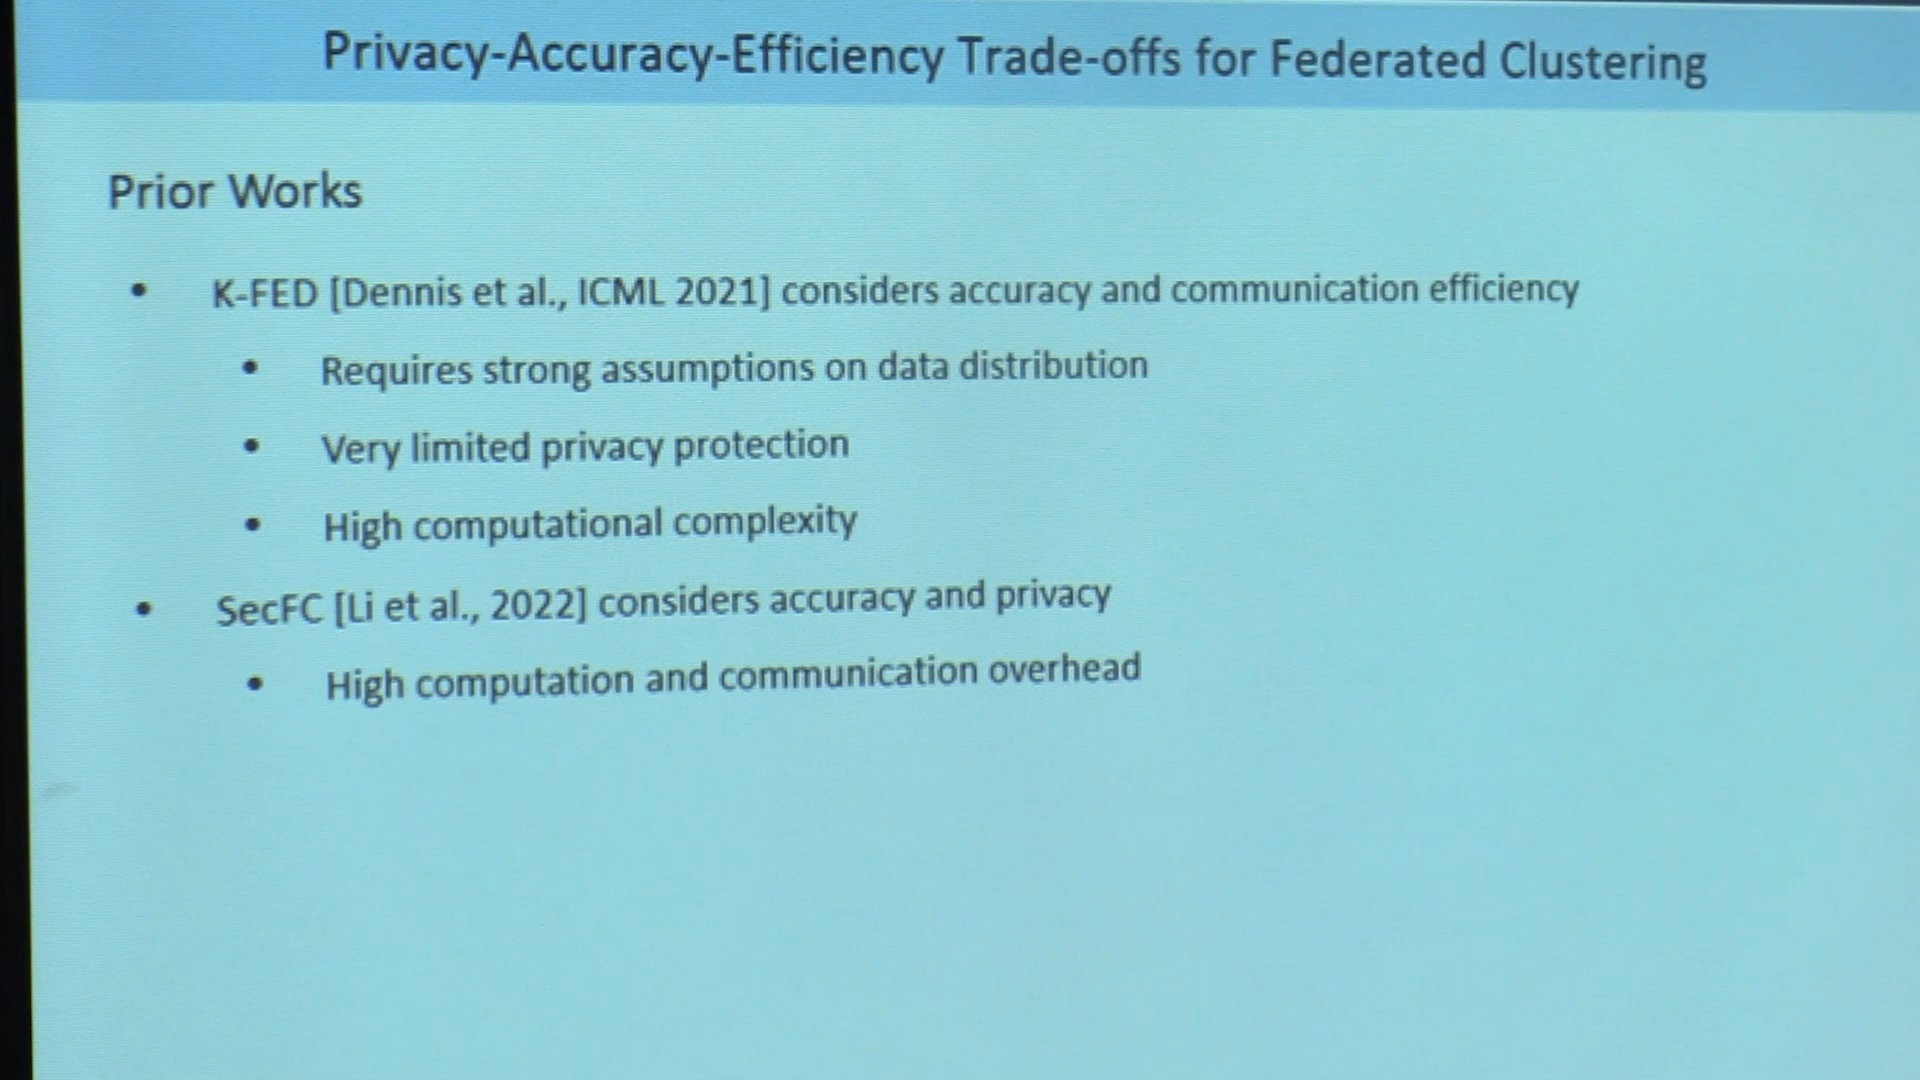 Privacy-Accuracy-Efficiency Trade-offs for Federated Clustering
Prior Works
• K-FED [Dennis et al., ICML 2021] considers accuracy and communication efficiency
• Requires strong assumptions on data distribution
• Very limited privacy protection
• High computational complexity
• SecFC [Li et al., 2022] considers accuracy and privacy
• High computation and communication overhead